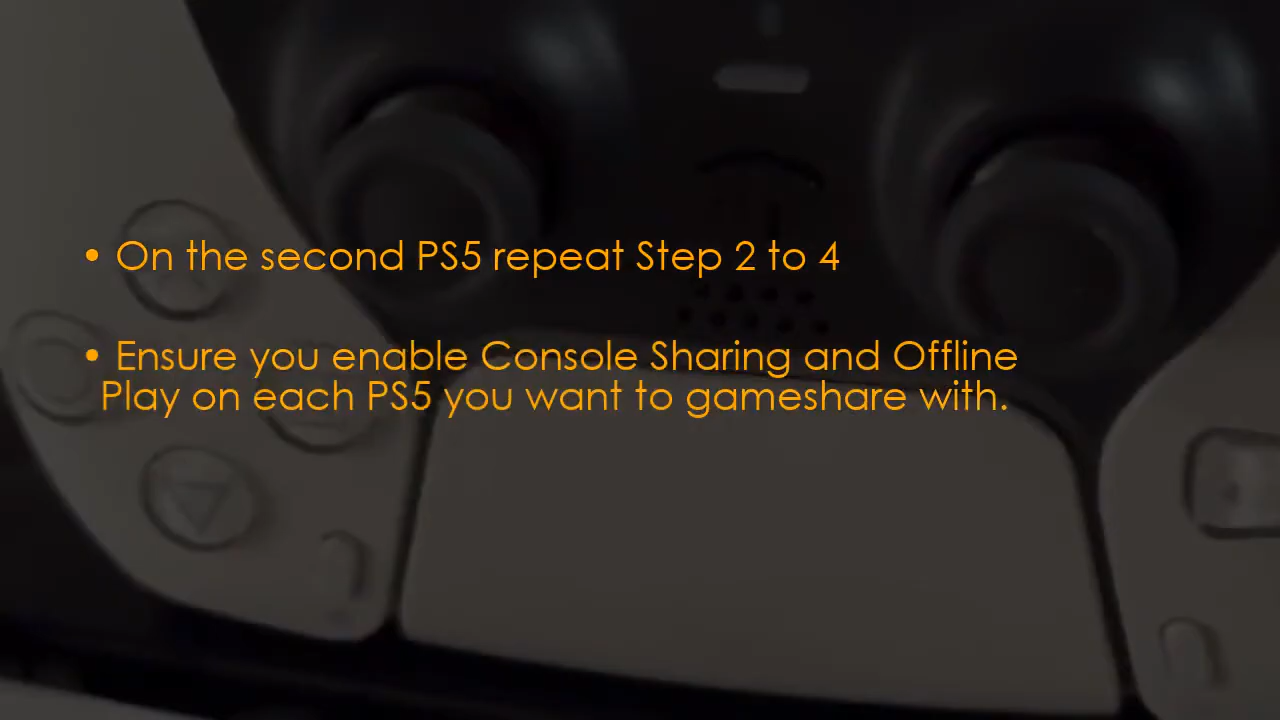 • On the second PS5 repeat Step 2 to 4
• Ensure you enable Console Sharing and Offline
Play on each PS5 you want to gameshare with.